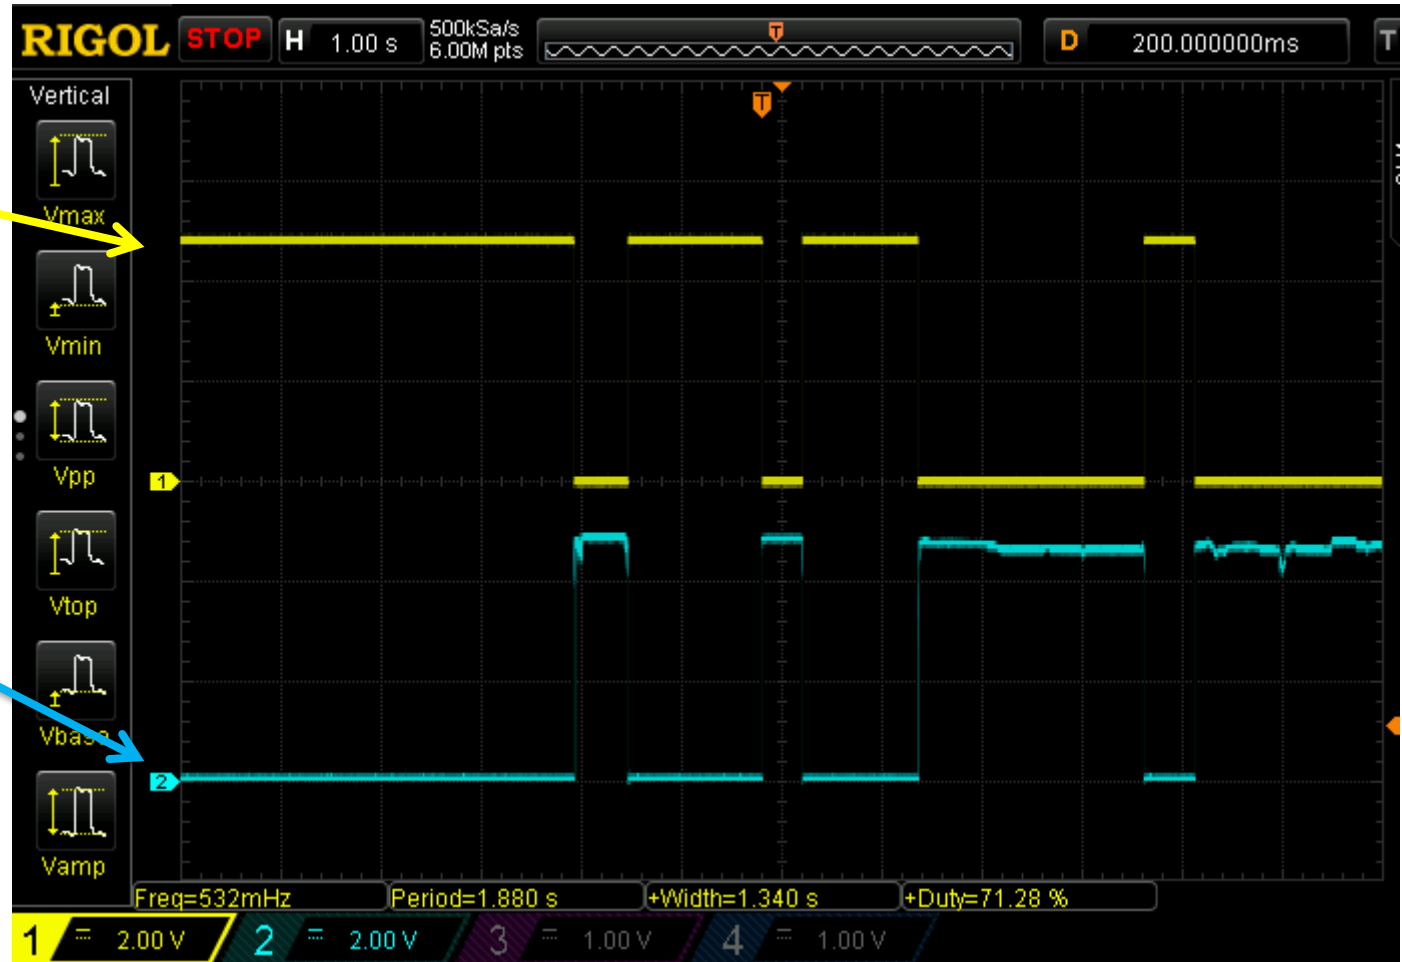 RIGOL STOP H 1.00 s 500kSa/s 6.00M pts T D 200.000000ms T
Vertical
T
Vmax
Vmin
Vpp
1
Vtop
Vbase
2
Vamp
Freq=532mHz Period=1.880 s +Width=1.340 s +Duty=71.28 %
1 2.00 V 2 2.00 V 3 1.00 V 4 1.00 V